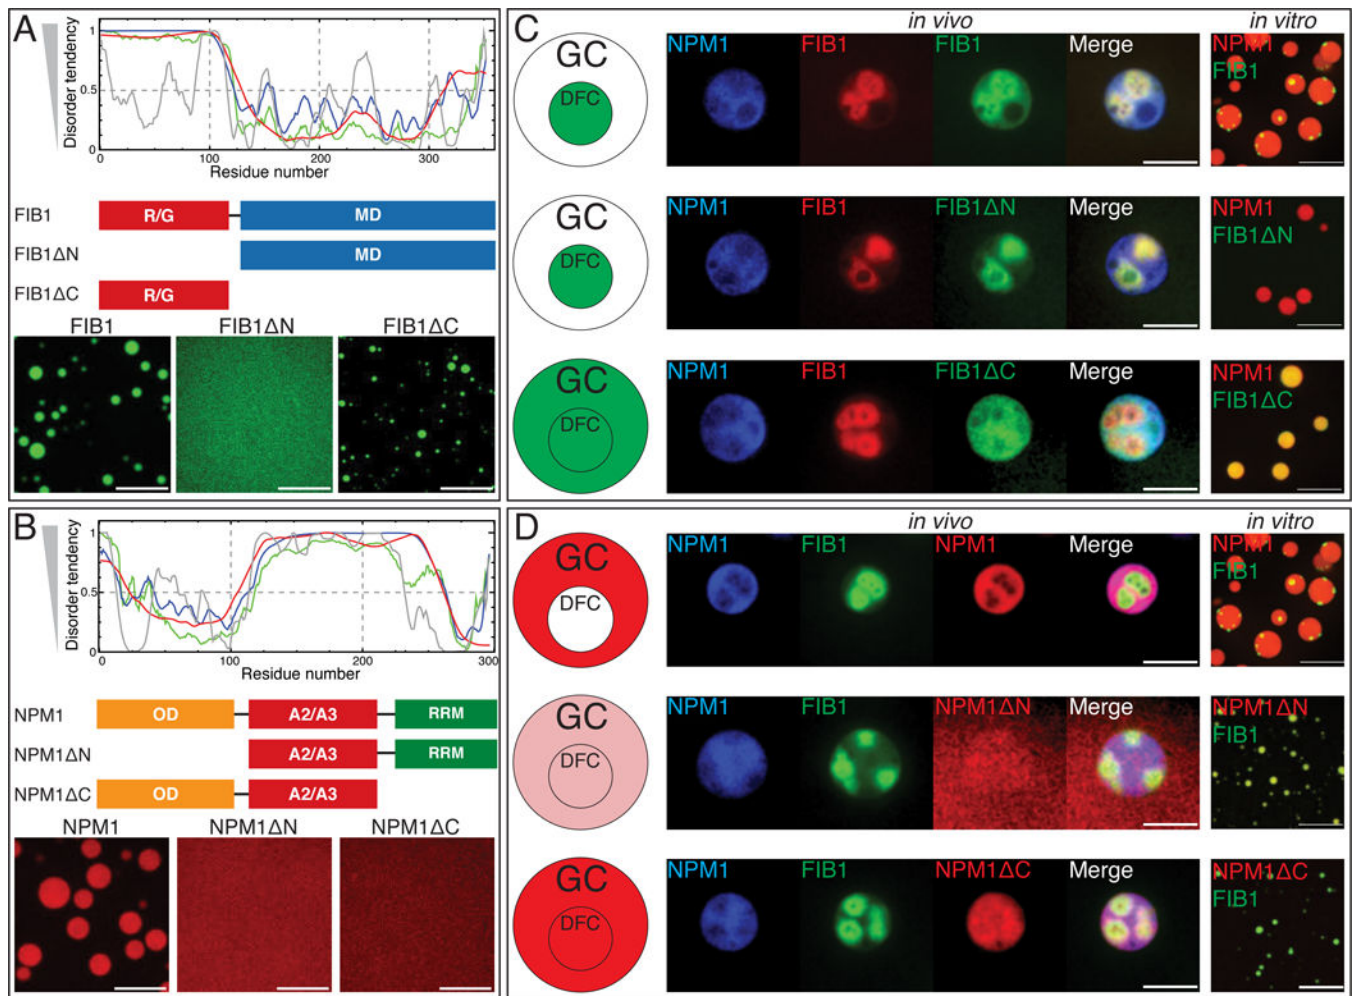 A
Disorder tendency
1
0.5
0
0
100
200
300
Residue number
FIB1
R/G
MD
FIB1ΔN
MD
FIB1ΔC
R/G
FIB1
FIB1ΔN
FIB1ΔC
B
Disorder tendency
1
0.5
0
0
100
200
300
Residue number
NPM1
OD
A2/A3
RRM
NPM1ΔN
A2/A3
RRM
NPM1ΔC
OD
A2/A3
NPM1
NPM1ΔN
NPM1ΔC
C
in vivo
in vitro
GC
DFC
NPM1
FIB1
FIB1
Merge
NPM1
FIB1
GC
DFC
NPM1
FIB1
FIB1ΔN
Merge
NPM1
FIB1ΔN
GC
DFC
NPM1
FIB1
FIB1ΔC
Merge
NPM1
FIB1ΔC
D
in vivo
in vitro
GC
DFC
NPM1
FIB1
NPM1
Merge
NPM1
FIB1
GC
DFC
NPM1
FIB1
NPM1ΔN
Merge
NPM1ΔN
FIB1
GC
DFC
NPM1
FIB1
NPM1ΔC
Merge
NPM1ΔC
FIB1